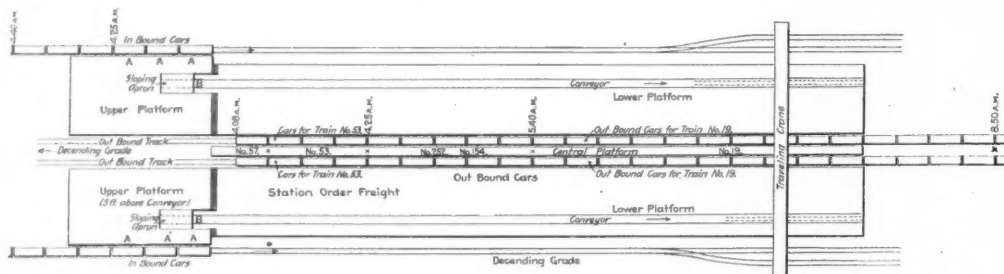 4.40 A.M.
4.25 A.M.
In Bound Cars
A A A
Sloping
Apron
B
Conveyor
Upper Platform
Lower Platform
4.08 A.M.
4.25 A.M.
5.40 A.M.
8.50 A.M.
Cars for Train No. 53.
Out Bound Cars for Train No. 19.
Out Bound Track
Decending Grade
No. 57. No. 53. No. 252. No. 154. Central Platform No. 19.
Out Bound Track
Cars for Train No. 53.
Out Bound Cars for Train No. 19.
Traveling Crane
Station Order Freight
Out Bound Cars
Upper Platform
(5 ft. above Conveyor)
Lower Platform
Sloping
Apron
B
Conveyor
A A A
In Bound Cars
Decending Grade